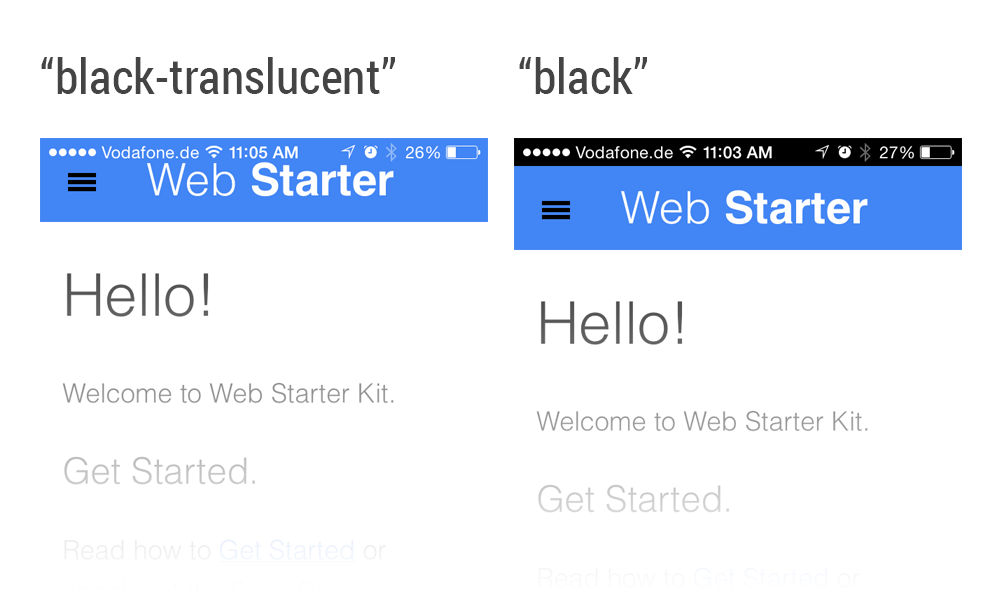 “black-translucent”
“black”
Vodafone.de 11:05 AM 26%
Web Starter
Hello!
Welcome to Web Starter Kit.
Get Started.
Read how to Get Started or
Vodafone.de 11:03 AM 27%
Web Starter
Hello!
Welcome to Web Starter Kit.
Get Started.
Read how to Get Started or